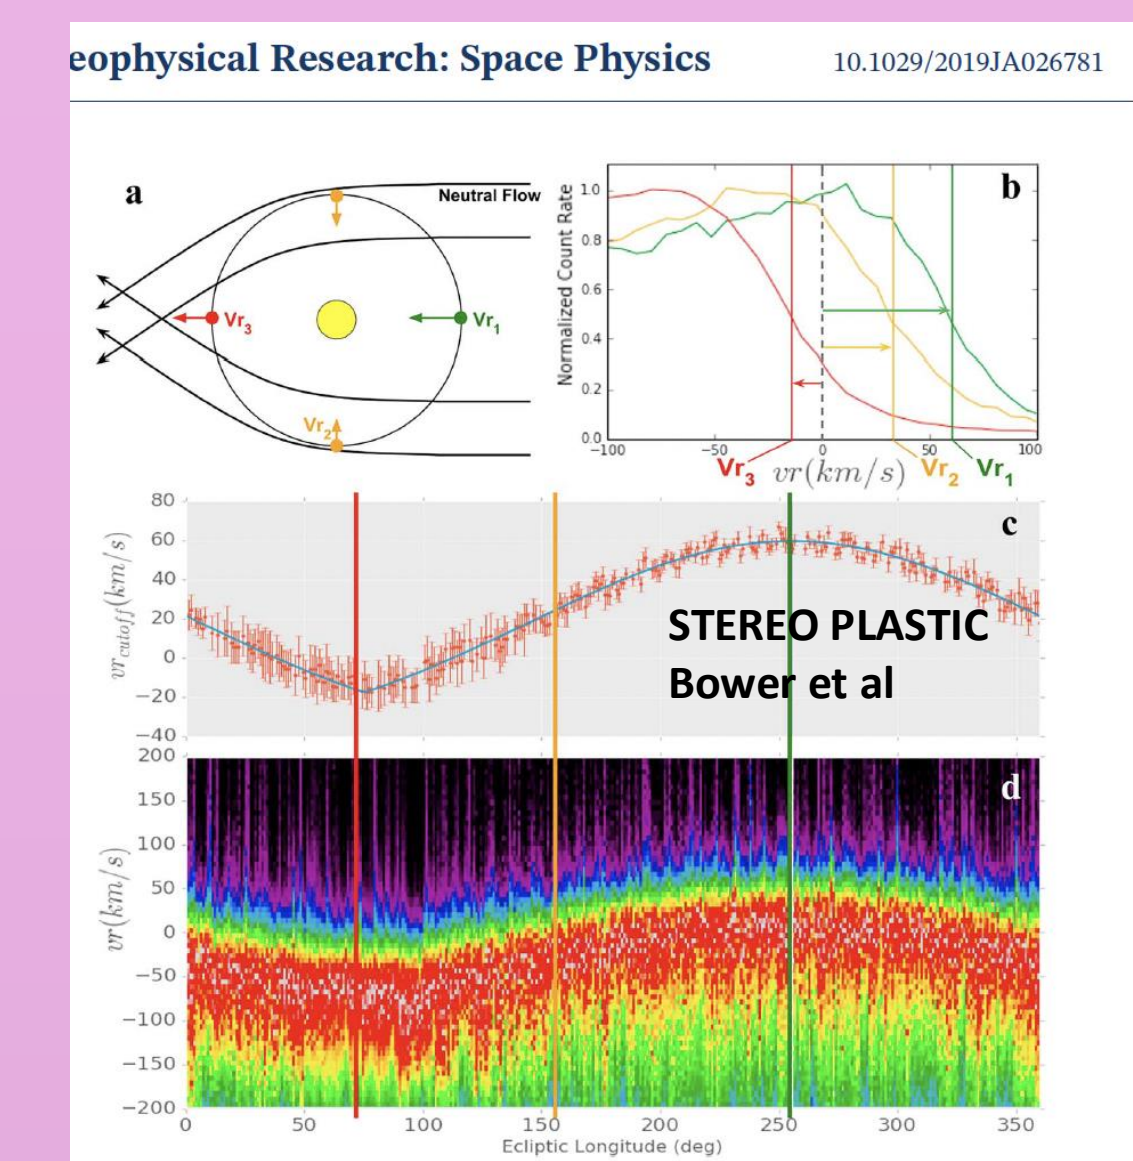 eophysical Research: Space Physics
10.1029/2019JA026781
a
Neutral Flow
Vr3
Vr1
Vr2
b
Normalized Count Rate
1.0
0.8
0.6
0.4
0.2
0.0
−100
−50
0
50
100
Vr3
vr(km/s)
Vr2
Vr1
c
vrcutoff(km/s)
80
60
40
20
0
−20
−40
STEREO PLASTIC
Bower et al
d
vr(km/s)
200
150
100
50
0
−50
−100
−150
−200
0
50
100
150
200
250
300
350
Ecliptic Longitude (deg)